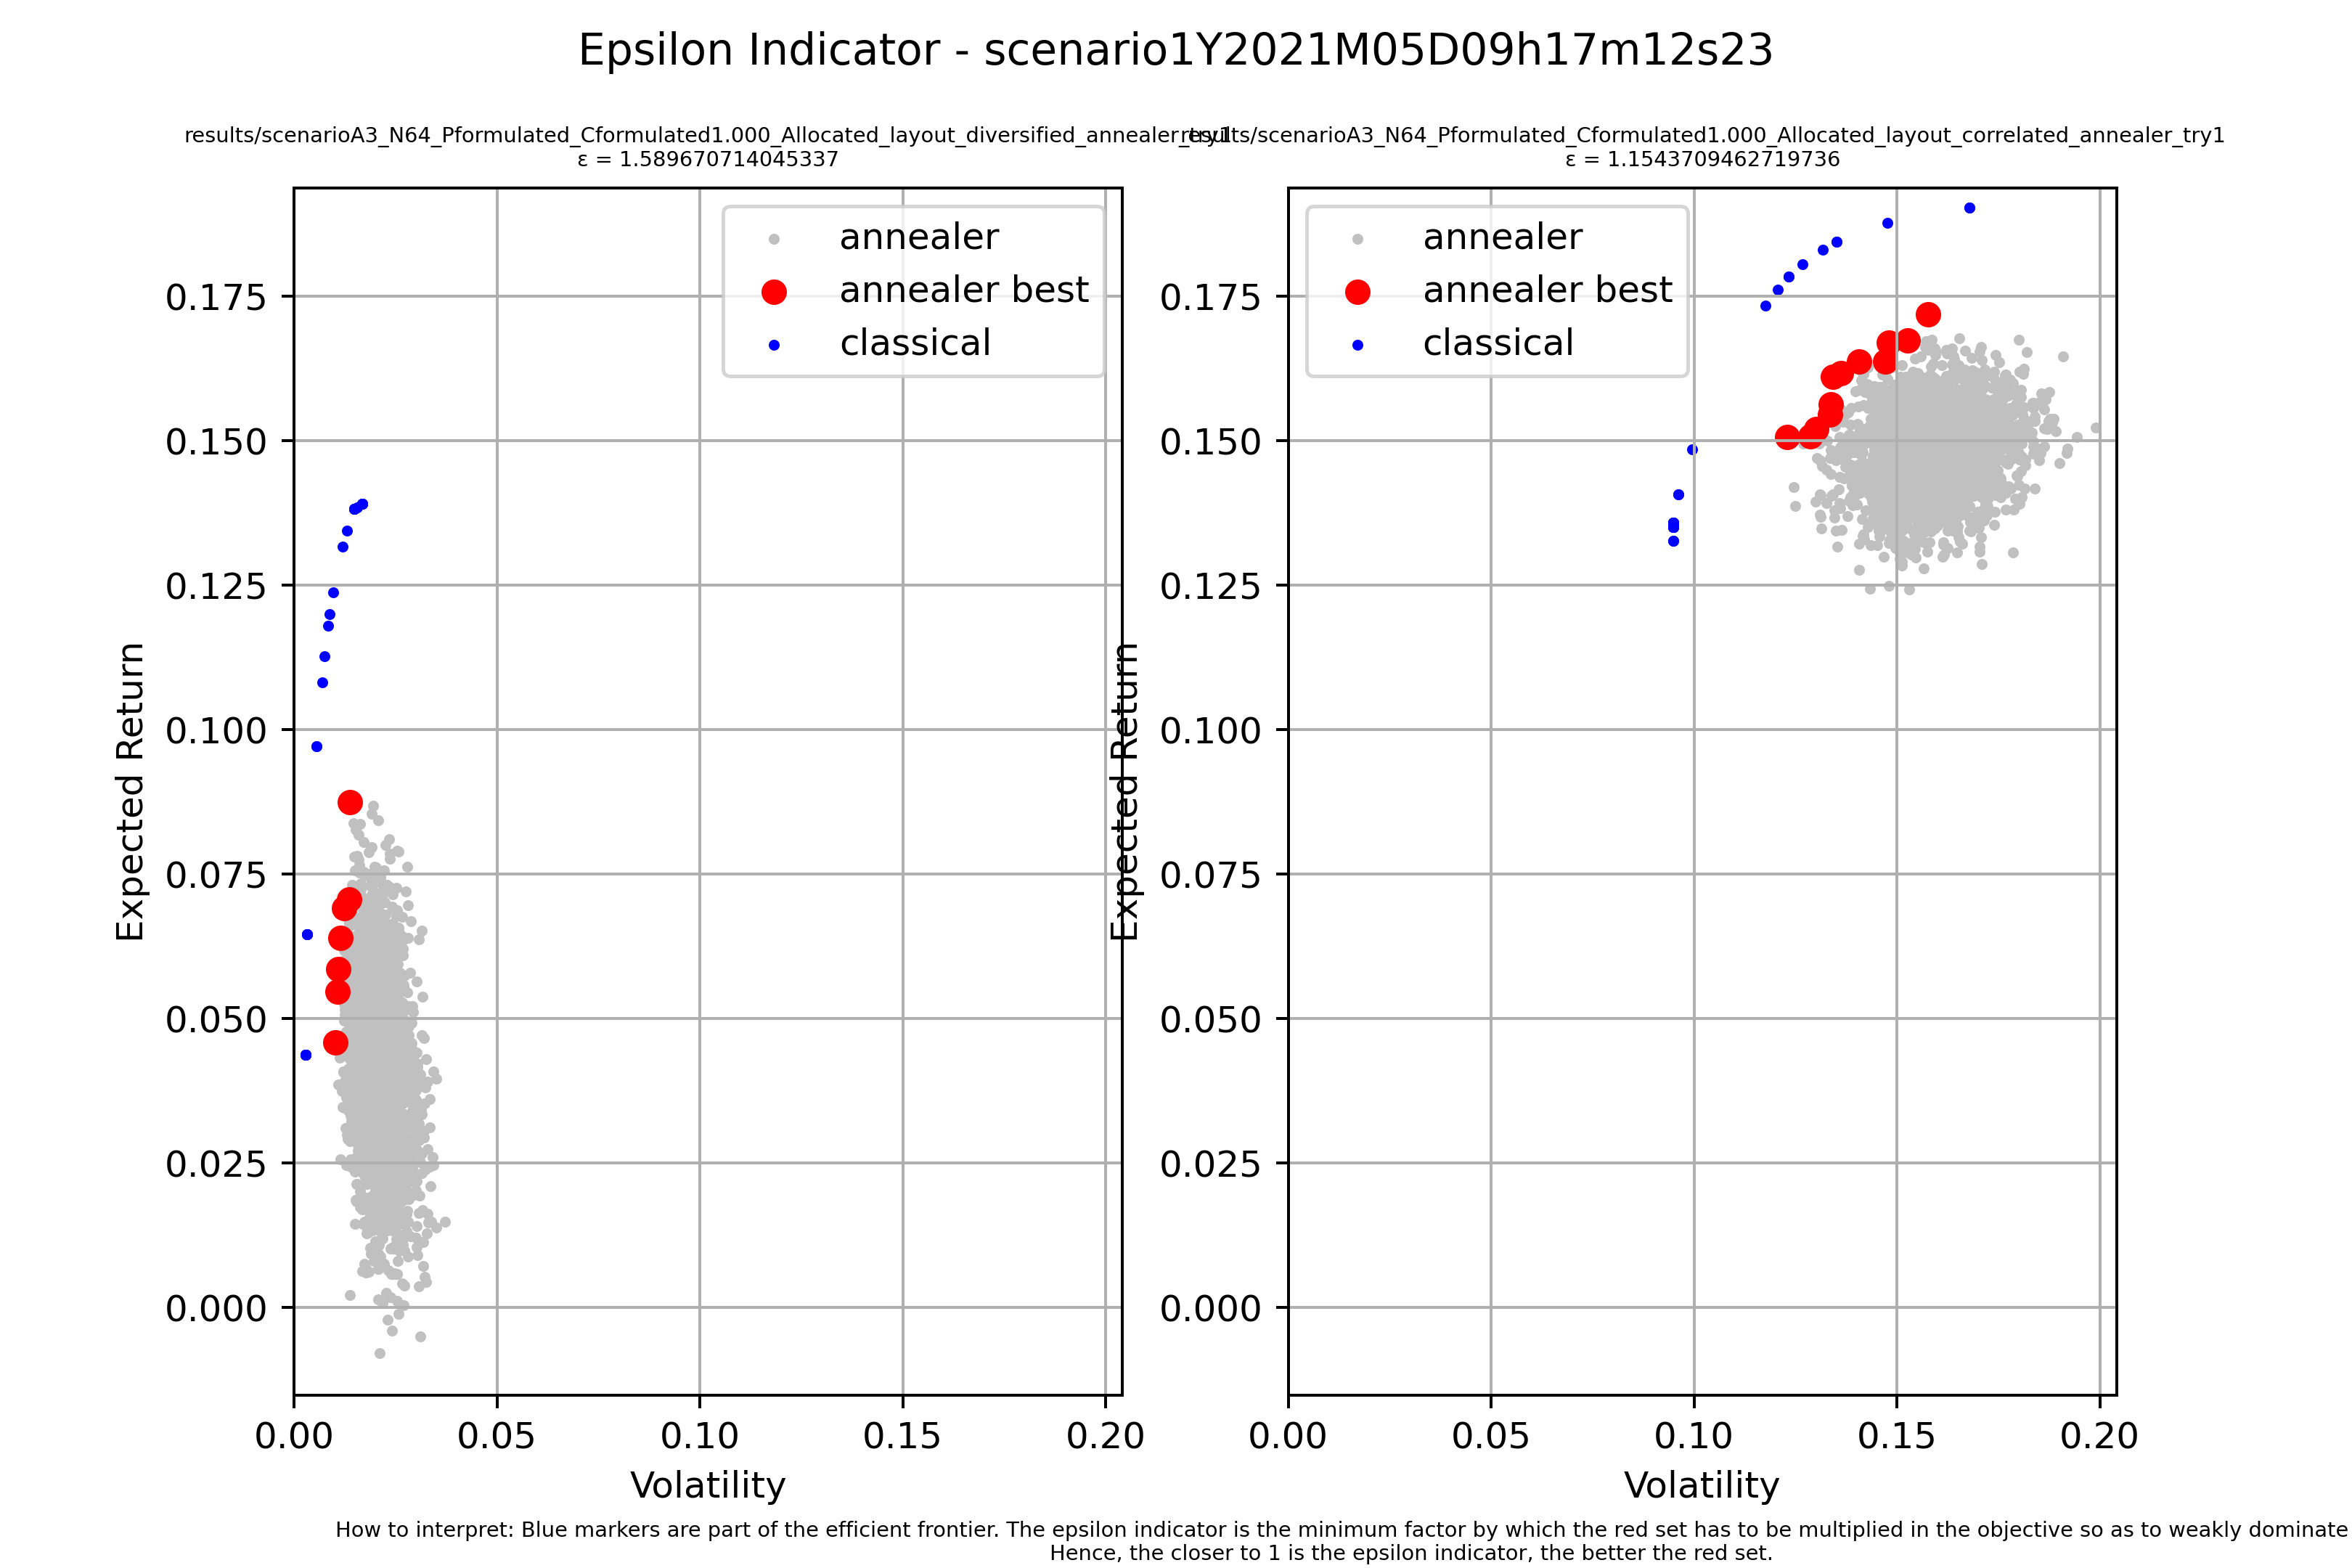 Epsilon Indicator - scenario1Y2021M05D09h17m12s23
results/scenarioA3_N64_Pformulated_Cformulated1.000_Allocated_layout_diversified_annealer_try1
ε = 1.589670714045337
results/scenarioA3_N64_Pformulated_Cformulated1.000_Allocated_layout_correlated_annealer_try1
ε = 1.1543709462719736
annealer
annealer best
classical
0.175
0.150
0.125
0.100
0.075
0.050
0.025
0.000
Expected Return
0.00 0.05 0.10 0.15 0.20
Volatility
annealer
annealer best
classical
0.175
0.150
0.125
0.100
0.075
0.050
0.025
0.000
Expected Return
0.00 0.05 0.10 0.15 0.20
Volatility
How to interpret: Blue markers are part of the efficient frontier. The epsilon indicator is the minimum factor by which the red set has to be multiplied in the objective so as to weakly dominate
Hence, the closer to 1 is the epsilon indicator, the better the red set.